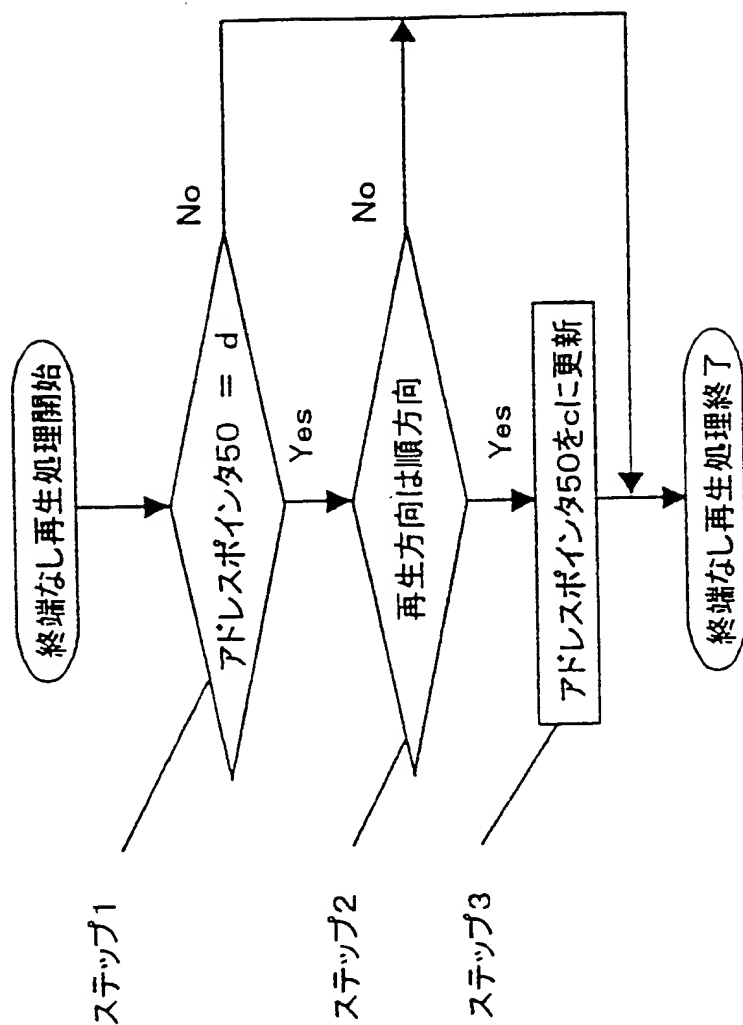 終端なし再生処理開始
ステップ1
アドレスポインタ50 = d
No
Yes
ステップ2
再生方向は順方向
No
Yes
ステップ3
アドレスポインタ50をcに更新
終端なし再生処理終了